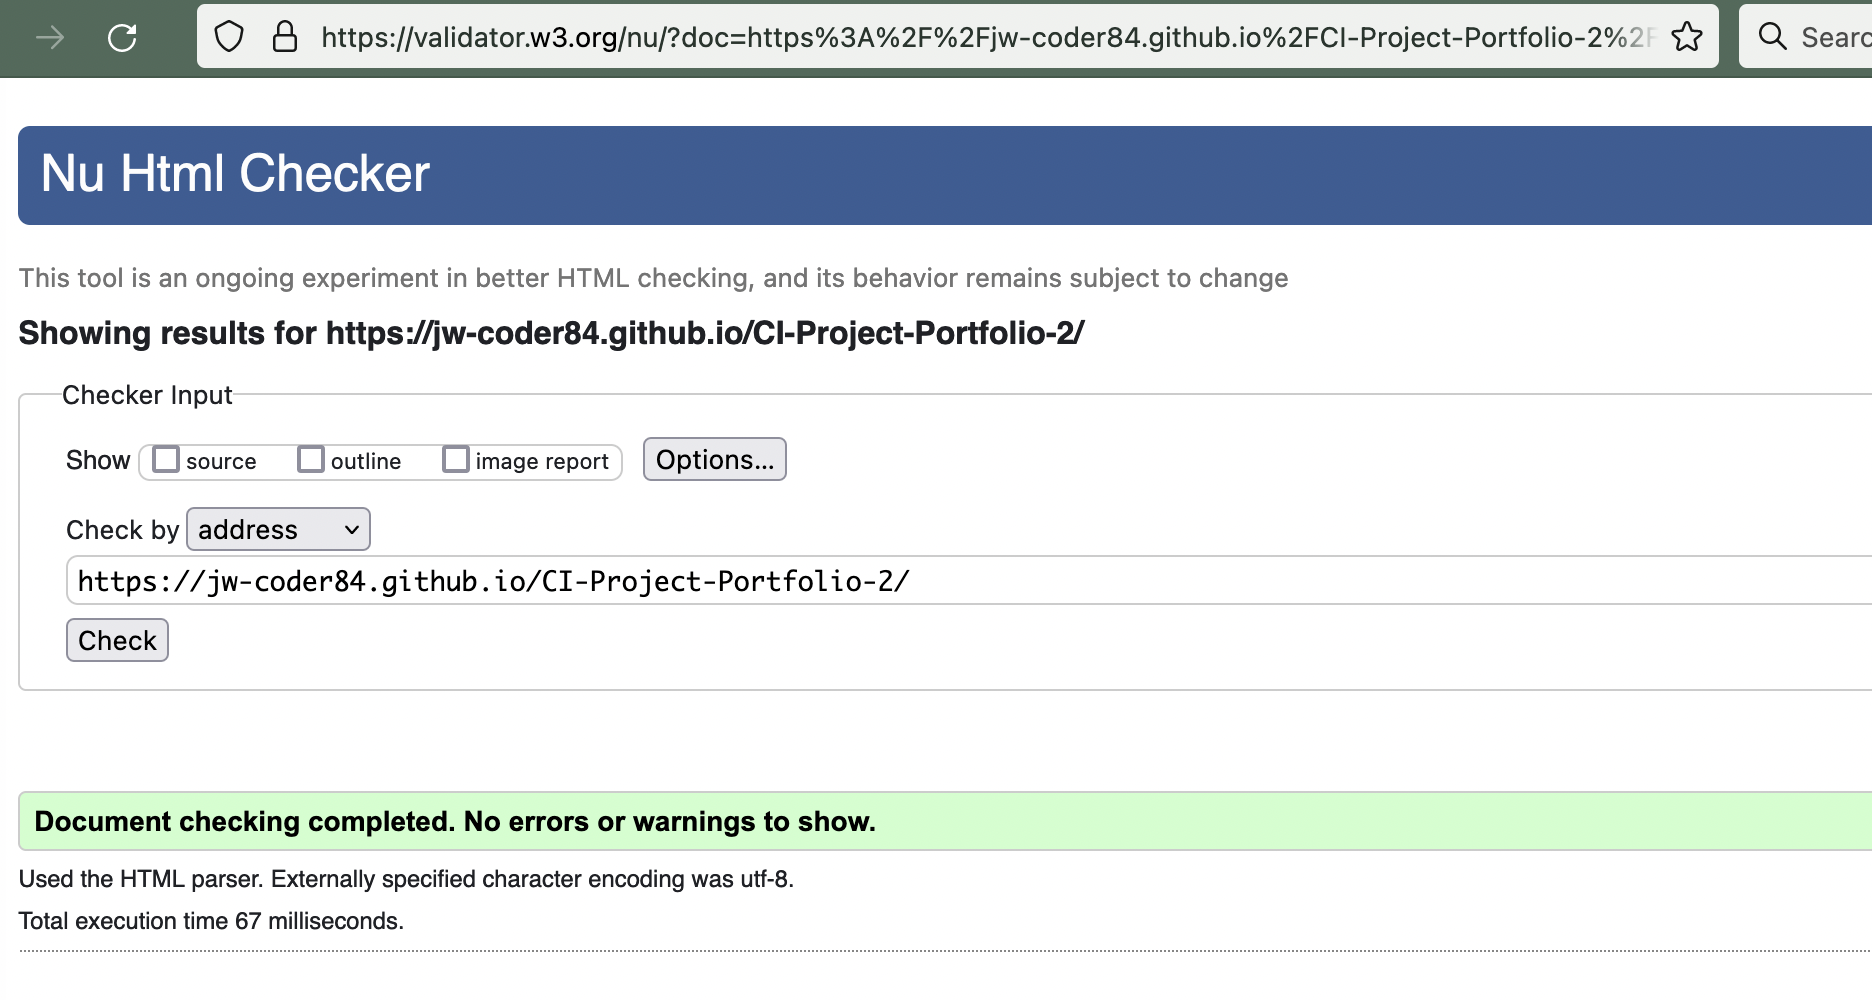 https://validator.w3.org/nu/?doc=https%3A%2F%2Fjw-coder84.github.io%2FCI-Project-Portfolio-2%2F
Searc
Nu Html Checker
This tool is an ongoing experiment in better HTML checking, and its behavior remains subject to change
Showing results for https://jw-coder84.github.io/CI-Project-Portfolio-2/
Checker Input
Show source outline image report Options...
Check by address
https://jw-coder84.github.io/CI-Project-Portfolio-2/
Check
Document checking completed. No errors or warnings to show.
Used the HTML parser. Externally specified character encoding was utf-8.
Total execution time 67 milliseconds.